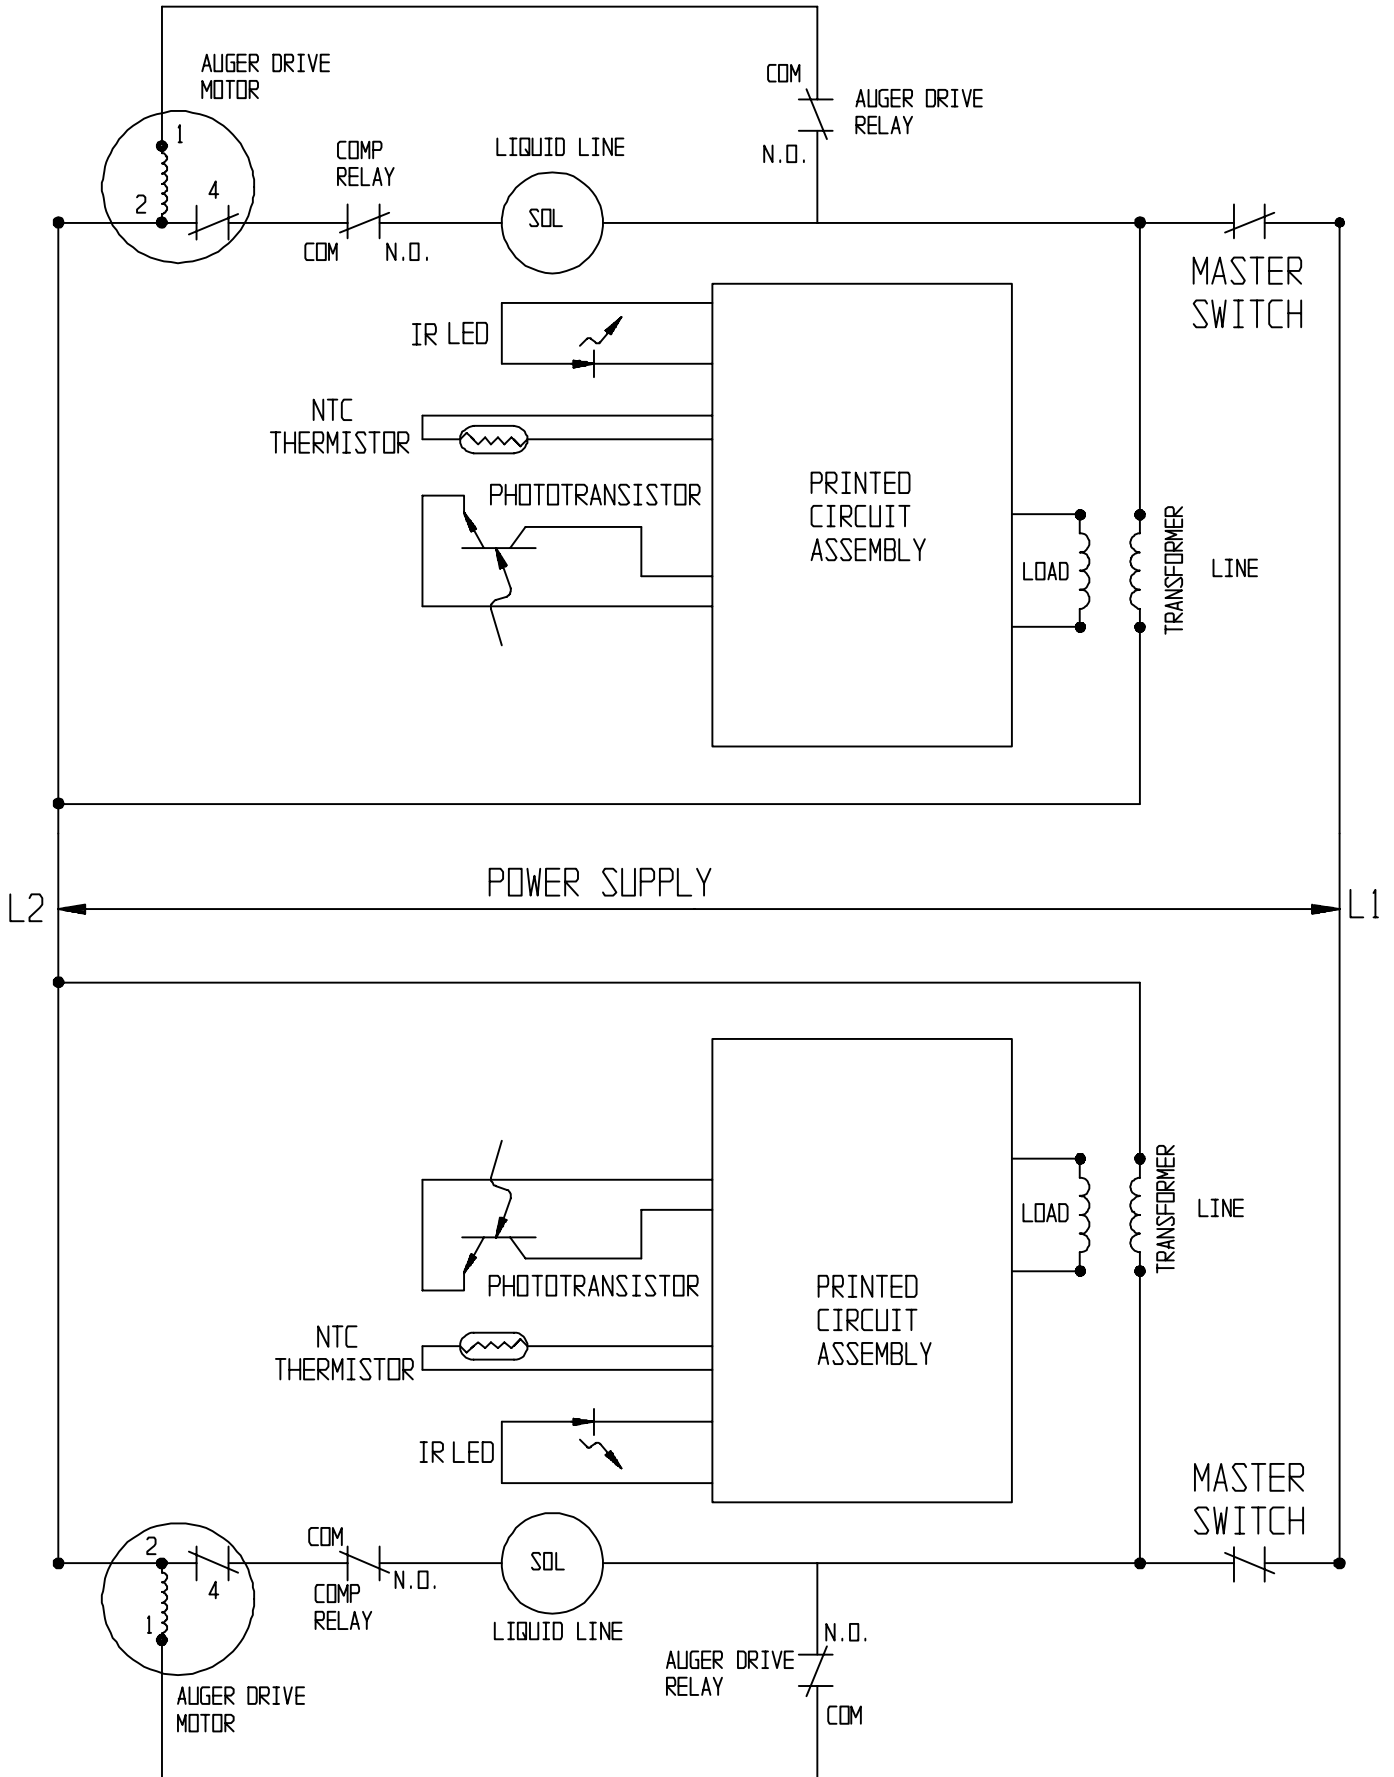 AUGER DRIVE
MOTOR
1
2
4
COMP
RELAY
COM
N.O.
LIQUID LINE
SOL
COM
AUGER DRIVE
RELAY
N.O.
MASTER
SWITCH
IR LED
NTC
THERMISTOR
PHOTOTRANSISTOR
PRINTED
CIRCUIT
ASSEMBLY
LOAD
TRANSFORMER
LINE
POWER SUPPLY
L2
L1
LOAD
TRANSFORMER
LINE
PHOTOTRANSISTOR
PRINTED
CIRCUIT
ASSEMBLY
NTC
THERMISTOR
IR LED
MASTER
SWITCH
2
4
1
COM
N.O.
COMP
RELAY
SOL
LIQUID LINE
N.O.
AUGER DRIVE
RELAY
COM
AUGER DRIVE
MOTOR